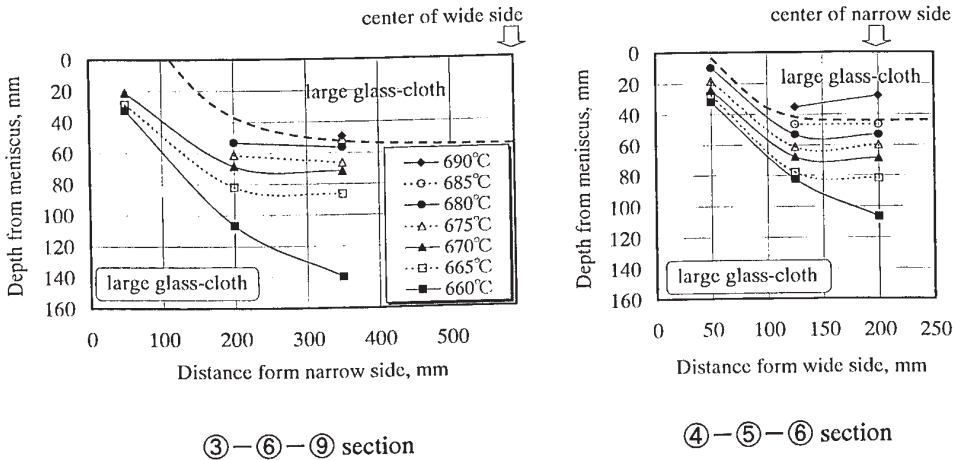 center of wide side
center of narrow side
Depth from meniscus, mm
0
20
40
60
80
100
120
140
160
large glass-cloth
690℃
685℃
680℃
675℃
670℃
665℃
660℃
large glass-cloth
0 100 200 300 400 500
Distance form narrow side, mm
③－⑥－⑨ section
Depth from meniscus, mm
0
20
40
60
80
100
120
140
160
large glass-cloth
large glass-cloth
0 50 100 150 200 250
Distance form wide side, mm
④－⑤－⑥ section